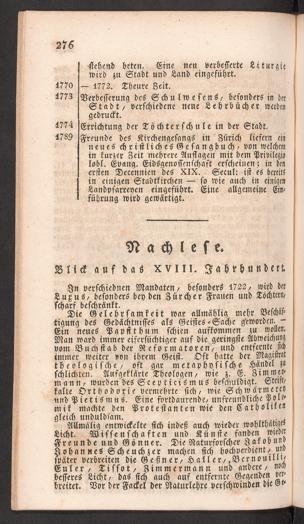 276
stehend beten. Eine neu verbesserte Liturgie
wird zu Stadt und Land eingeführt.
1770 — 1772. Theure Zeit.
1773 Verbesserung des Schulwesens, besonders in der
Stadt, verschiedene neue Lehrbücher werden
gedruckt.
1774 Errichtung der Töchterschule in der Stadt.
1789 Freunde des Kirchengesangs in Zürich liefern ein
neues christliches Gesangbuch, von welchem
in kurzer Zeit mehrere Auflagen mit dem Privilegio
lobl. Evang. Eidsgenossenschaft erscheinen; in den
ersten Decennien des XIX. Secul: ist es bereits
in einigen Stadtkirchen — so wie auch in einigen
Landpfarreyen eingeführt. Eine allgemeine Ein-
führung wird gewärtigt.
Nachlese.
Blick auf das XVIII. Jahrhundert.
In verschiednen Mandaten, besonders 1722, wird der
Luxus, besonders bey den Zürcher Frauen und Töchtern,
scharf beschränkt.
Die Gelehrsamkeit war allmählig mehr Beschäf-
tigung des Gedächtnisses als Geistes-Sache geworden. —
Ein neues Papstthum schien aufkommen zu wollen.
Man ward immer eifersüchtiger auf die geringste Abweichung
vom Buchstab der Reformatoren, und entfernte sich
immer weiter von ihrem Geist. Oft hatte der Magistrat
theologische, oft gar metaphysische Händel zu
schlichten. Aufgeklärte Theologen, wie z. E. Zimmer-
mann, wurden des Scepticismus beschuldigt. Streit-
kalte Orthodoxie vermehrte sich, wie Schwärmerey
und Pietismus. Eine fortdaurende, unfreundliche Pole-
mik machte den Protestanten wie den Catholiken
gleich unduldsam.
Allmälig entwickelte sich indeß auch wieder wohlthätiges
Licht. Wissenschaften und Künste fanden wieder
Freunde und Gönner. Die Naturforscher Jakob und
Johannes Scheuchzer machen sich hochverdient, und
später verbreiten die Geßner, Haller, Bernoulli,
Euler, Tissot, Zimmermann und andere, noch
besseres Licht, das sich auch auf entfernte Gegenden ver-
breitet. Vor der Fackel der Naturlehre verschwinden die Ge-